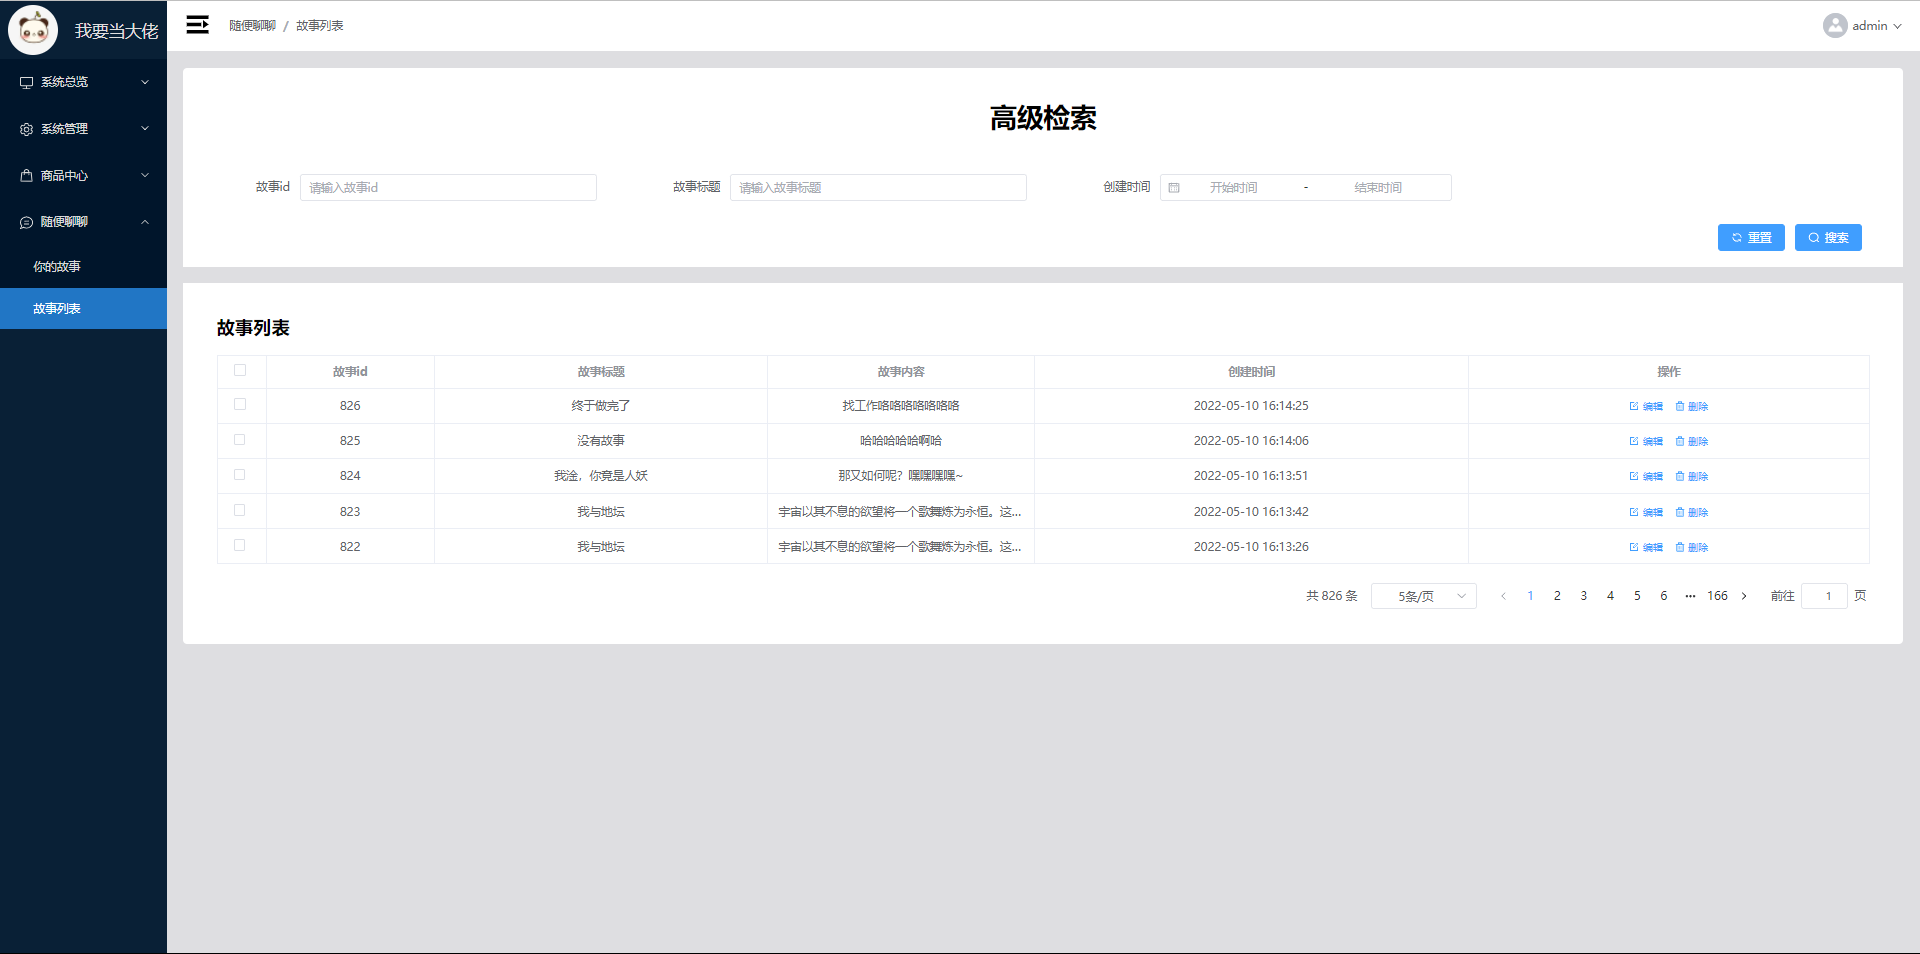 我要当大佬
随便聊聊 / 故事列表
admin
系统总览
系统管理
商品中心
随便聊聊
你的故事
故事列表
高级检索
故事id 请输入故事id 故事标题 请输入故事标题 创建时间 开始时间 - 结束时间
重置 搜索
故事列表
故事id 故事标题 故事内容 创建时间 操作
826 终于做完了 找工作咯咯咯咯咯咯咯 2022-05-10 16:14:25 编辑 删除
825 没有故事 哈哈哈哈哈啊哈 2022-05-10 16:14:06 编辑 删除
824 我淦，你竟是人妖 那又如何呢？嘿嘿嘿嘿~ 2022-05-10 16:13:51 编辑 删除
823 我与地坛 宇宙以其不息的欲望将一个歌舞炼为永恒。这... 2022-05-10 16:13:42 编辑 删除
822 我与地坛 宇宙以其不息的欲望将一个歌舞炼为永恒。这... 2022-05-10 16:13:26 编辑 删除
共 826 条 5条/页 1 2 3 4 5 6 ••• 166 前往 1 页